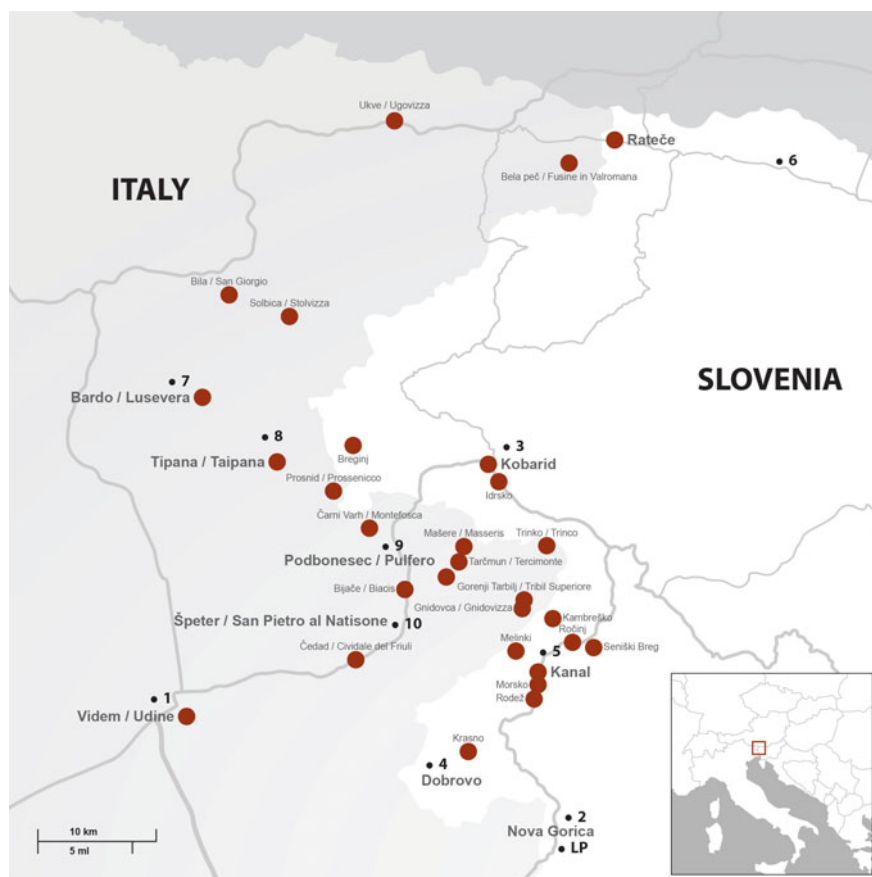 Ukve / Ugovizza
Rateče
6
Bela peč / Fusine in Valromana
ITALY
Bila / San Giorgio
Solbica / Stolvizza
7
Bardo / Lusevera
SLOVENIA
8
Tipana / Taipana
Breginj
3
Kobarid
Prosnid / Prossenicco
Idrsko
Čarni Varh / Montefosca
Mašere / Masseris
Trinko / Trinco
9
Podbonesec / Pulfero
Tarčmun / Tercimonte
Bijače / Biacis
Gorenji Tarbilj / Tribil Superiore
Gnidovca / Gnidovizza
Špeter / San Pietro al Natisone
10
Kambreško
Ročinj
Čedad / Cividale del Friuli
Melinki
5
Seniški Breg
Kanal
Morsko
Rodež
1
Videm / Udine
Krasno
4
Dobrovo
2
Nova Gorica
LP
10 km
5 ml